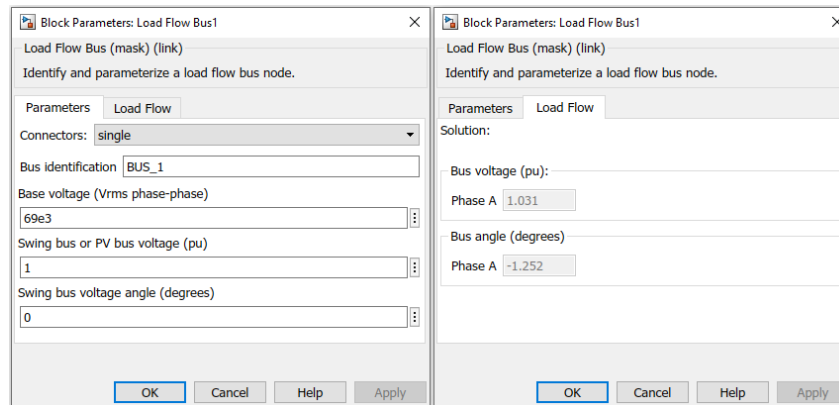 Block Parameters: Load Flow Bus1
Load Flow Bus (mask) (link)
Identify and parameterize a load flow bus node.
Parameters Load Flow
Connectors: single
Bus identification BUS_1
Base voltage (Vrms phase-phase)
69e3
Swing bus or PV bus voltage (pu)
1
Swing bus voltage angle (degrees)
0
OK Cancel Help Apply
Block Parameters: Load Flow Bus1
Load Flow Bus (mask) (link)
Identify and parameterize a load flow bus node.
Parameters Load Flow
Solution:
Bus voltage (pu):
Phase A 1.031
Bus angle (degrees)
Phase A -1.252
OK Cancel Help Apply